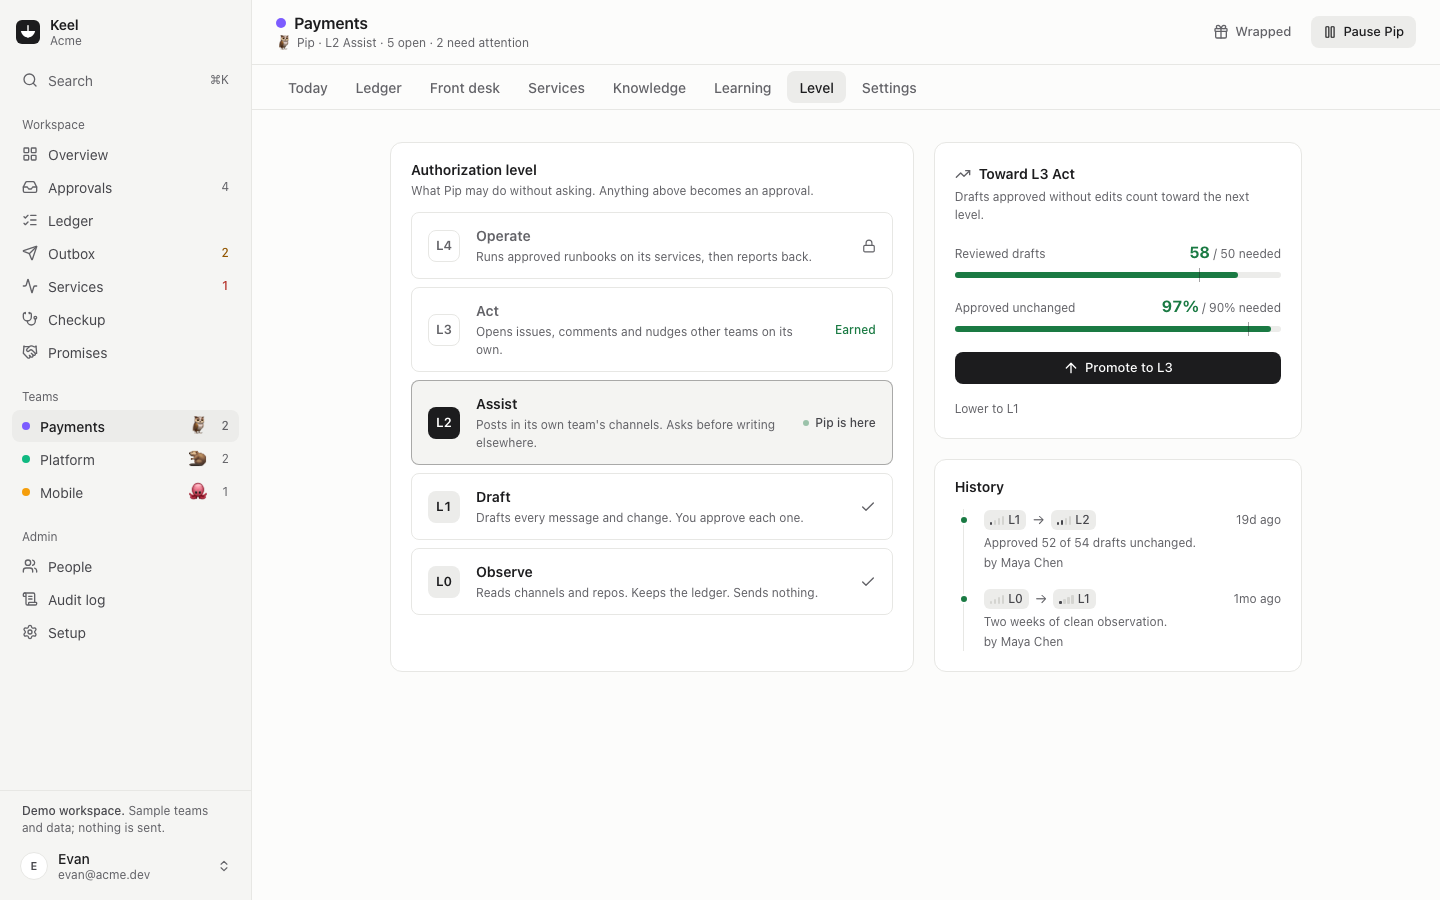 Keel
Acme
Search ⌘K
Workspace
Overview
Approvals 4
Ledger
Outbox 2
Services 1
Checkup
Promises
Teams
Payments 2
Platform 2
Mobile 1
Admin
People
Audit log
Setup
Demo workspace. Sample teams
and data; nothing is sent.
E
Evan
evan@acme.dev
Payments
Pip · L2 Assist · 5 open · 2 need attention
Wrapped
Pause Pip
Today
Ledger
Front desk
Services
Knowledge
Learning
Level
Settings
Authorization level
What Pip may do without asking. Anything above becomes an approval.
L4
Operate
Runs approved runbooks on its services, then reports back.
L3
Act
Opens issues, comments and nudges other teams on its
own.
Earned
L2
Assist
Posts in its own team's channels. Asks before writing
elsewhere.
Pip is here
L1
Draft
Drafts every message and change. You approve each one.
L0
Observe
Reads channels and repos. Keeps the ledger. Sends nothing.
Toward L3 Act
Drafts approved without edits count toward the next
level.
Reviewed drafts 58 / 50 needed
Approved unchanged 97% / 90% needed
Promote to L3
Lower to L1
History
L1 → L2 19d ago
Approved 52 of 54 drafts unchanged.
by Maya Chen
L0 → L1 1mo ago
Two weeks of clean observation.
by Maya Chen